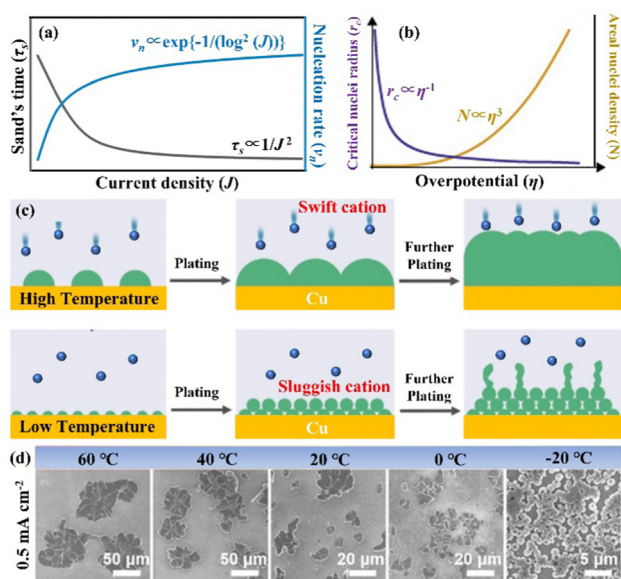 (a)
Sand's time (τs)
vn∝exp{-1/(log² (J))}
τs∝1/J²
Nucleation rate (vn)
Current density (J)
(b)
Critical nuclei radius (rc)
rc∝η⁻¹
N∝η³
Areal nuclei density (N)
Overpotential (η)
(c)
High Temperature
Plating
Swift cation
Cu
Further
Plating
Low Temperature
Plating
Sluggish cation
Cu
Further
Plating
(d)
60 ℃ 40 ℃ 20 ℃ 0 ℃ -20 ℃
0.5 mA cm⁻²
50 μm 50 μm 20 μm 20 μm 5 μm